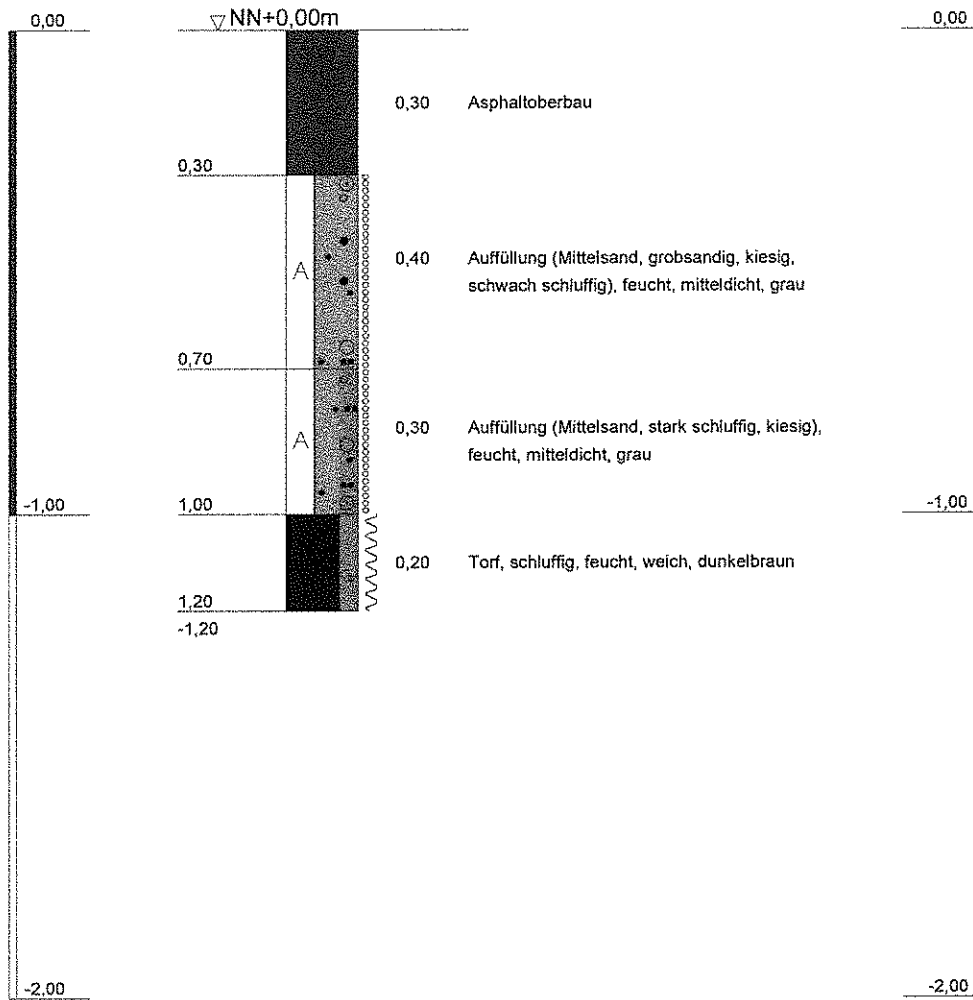 0,00
NN+0,00m
0,00
0,30 Asphaltoberbau
0,30
A
0,40 Auffüllung (Mittelsand, grobsandig, kiesig,
schwach schluffig), feucht, mitteldicht, grau
0,70
A
0,30 Auffüllung (Mittelsand, stark schluffig, kiesig),
feucht, mitteldicht, grau
-1,00
1,00
-1,00
0,20 Torf, schluffig, feucht, weich, dunkelbraun
1,20
-1,20
-2,00
-2,00